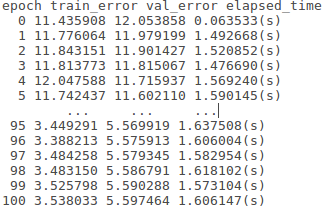 epoch train_error val_error elapsed_time
0 11.435908 12.053858 0.063533(s)
1 11.776064 11.979199 1.492668(s)
2 11.843151 11.901427 1.520852(s)
3 11.813773 11.815067 1.476690(s)
4 12.047588 11.715937 1.569240(s)
5 11.742437 11.602110 1.590145(s)
... ... ...
95 3.449291 5.569919 1.637508(s)
96 3.388213 5.575913 1.606004(s)
97 3.484258 5.579345 1.582954(s)
98 3.483150 5.586791 1.618102(s)
99 3.525798 5.590288 1.573104(s)
100 3.538033 5.597464 1.606147(s)